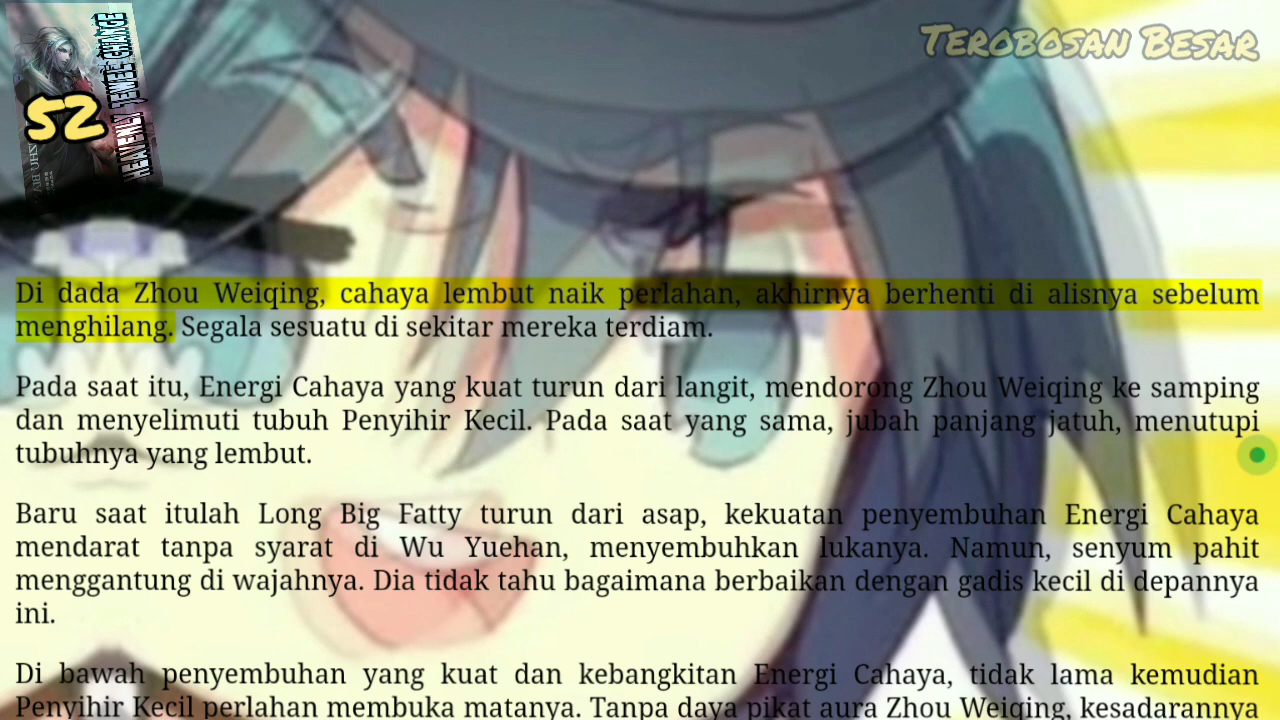 Terobosan Besar
HEAVENLY JEWEL CHANGE
52
Di dada Zhou Weiqing, cahaya lembut naik perlahan, akhirnya berhenti di alisnya sebelum
menghilang. Segala sesuatu di sekitar mereka terdiam.
Pada saat itu, Energi Cahaya yang kuat turun dari langit, mendorong Zhou Weiqing ke samping
dan menyelimuti tubuh Penyihir Kecil. Pada saat yang sama, jubah panjang jatuh, menutupi
tubuhnya yang lembut.
Baru saat itulah Long Big Fatty turun dari asap, kekuatan penyembuhan Energi Cahaya
mendarat tanpa syarat di Wu Yuehan, menyembuhkan lukanya. Namun, senyum pahit
menggantung di wajahnya. Dia tidak tahu bagaimana berbaikan dengan gadis kecil di depannya
ini.
Di bawah penyembuhan yang kuat dan kebangkitan Energi Cahaya, tidak lama kemudian
Penyihir Kecil perlahan membuka matanya. Tanpa daya pikat aura Zhou Weiqing, kesadarannya